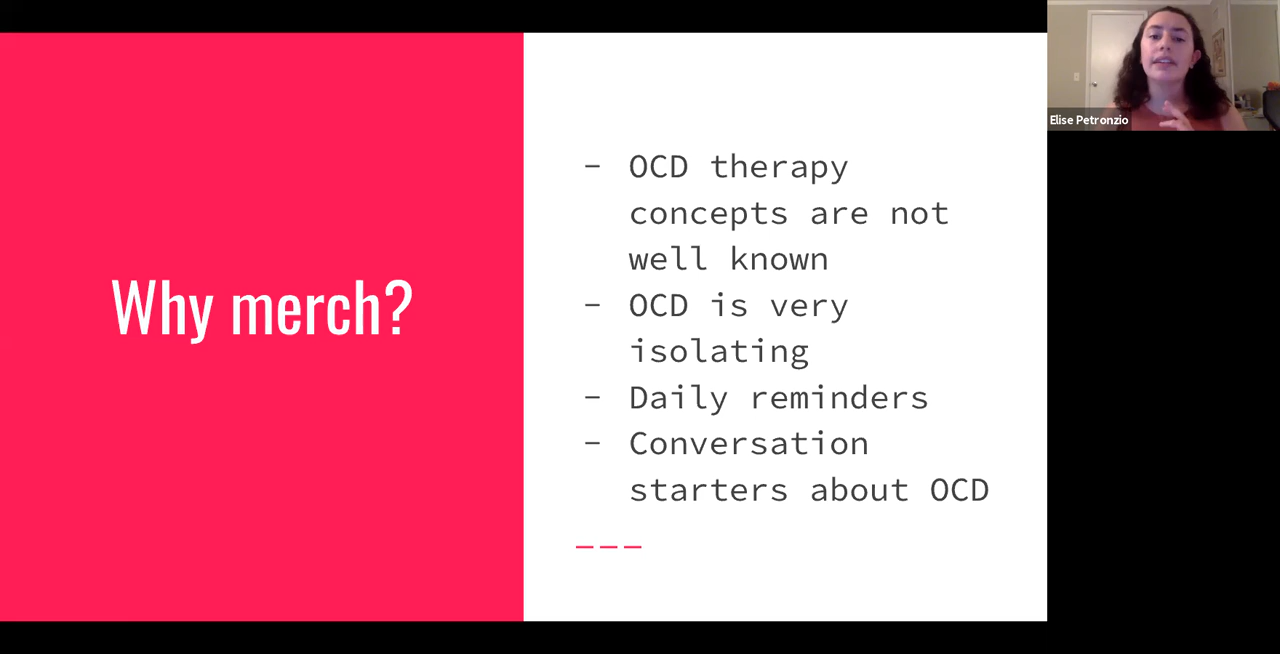 Why merch?
- OCD therapy
concepts are not
well known
- OCD is very
isolating
- Daily reminders
- Conversation
starters about OCD
Elise Petronzio